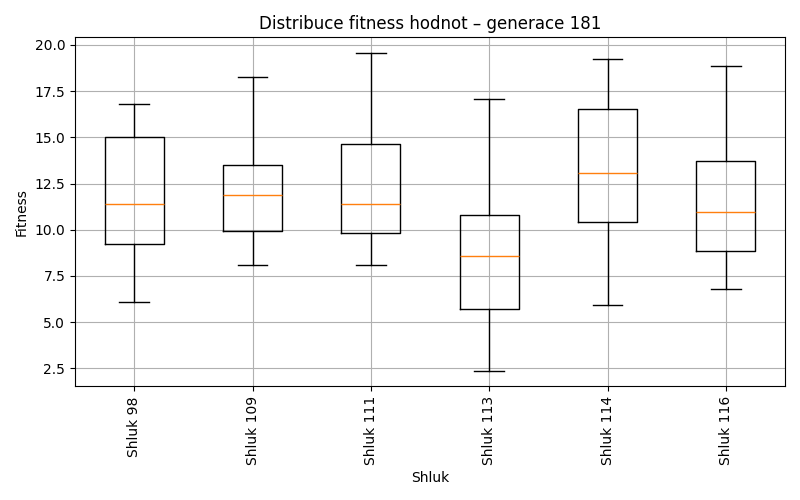 Distribuce fitness hodnot – generace 181
20.0
17.5
15.0
12.5
10.0
7.5
5.0
2.5
Fitness
Shluk 98
Shluk 109
Shluk 111
Shluk 113
Shluk 114
Shluk 116
Shluk